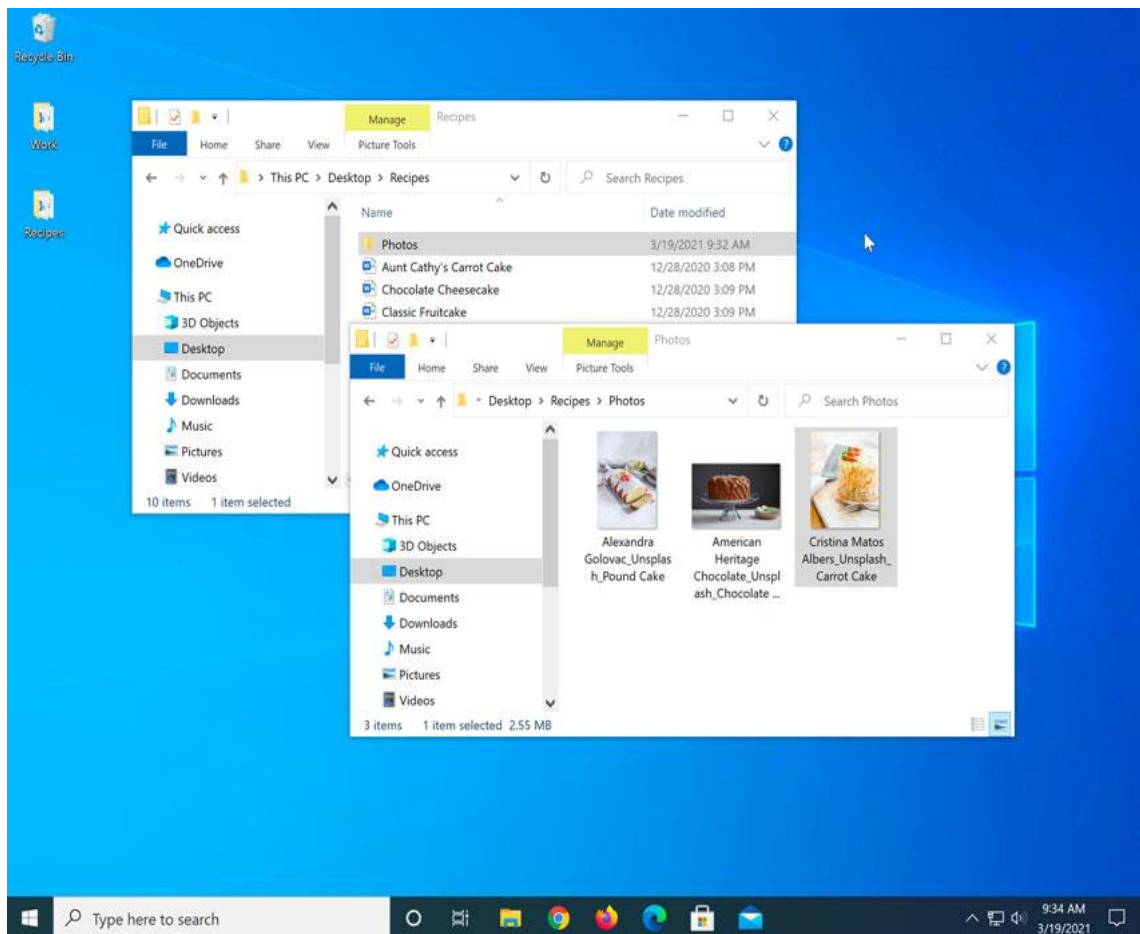 Recycle Bin
Work
Recipes
Manage
Recipes
File
Home
Share
View
Picture Tools
This PC > Desktop > Recipes
Search Recipes
Quick access
OneDrive
This PC
3D Objects
Desktop
Documents
Downloads
Music
Pictures
Videos
10 items
1 item selected
Name
Date modified
Photos
3/19/2021 9:32 AM
Aunt Cathy's Carrot Cake
12/28/2020 3:08 PM
Chocolate Cheesecake
12/28/2020 3:09 PM
Classic Fruitcake
12/28/2020 3:09 PM
Manage
Photos
File
Home
Share
View
Picture Tools
Desktop > Recipes > Photos
Search Photos
Quick access
OneDrive
This PC
3D Objects
Desktop
Documents
Downloads
Music
Pictures
Videos
3 items
1 item selected 2.55 MB
Alexandra
Golovac_Unsplas
h_Pound Cake
American
Heritage
Chocolate_Unspl
ash_Chocolate ...
Cristina Matos
Albers_Unsplash_
Carrot Cake
Type here to search
9:34 AM
3/19/2021